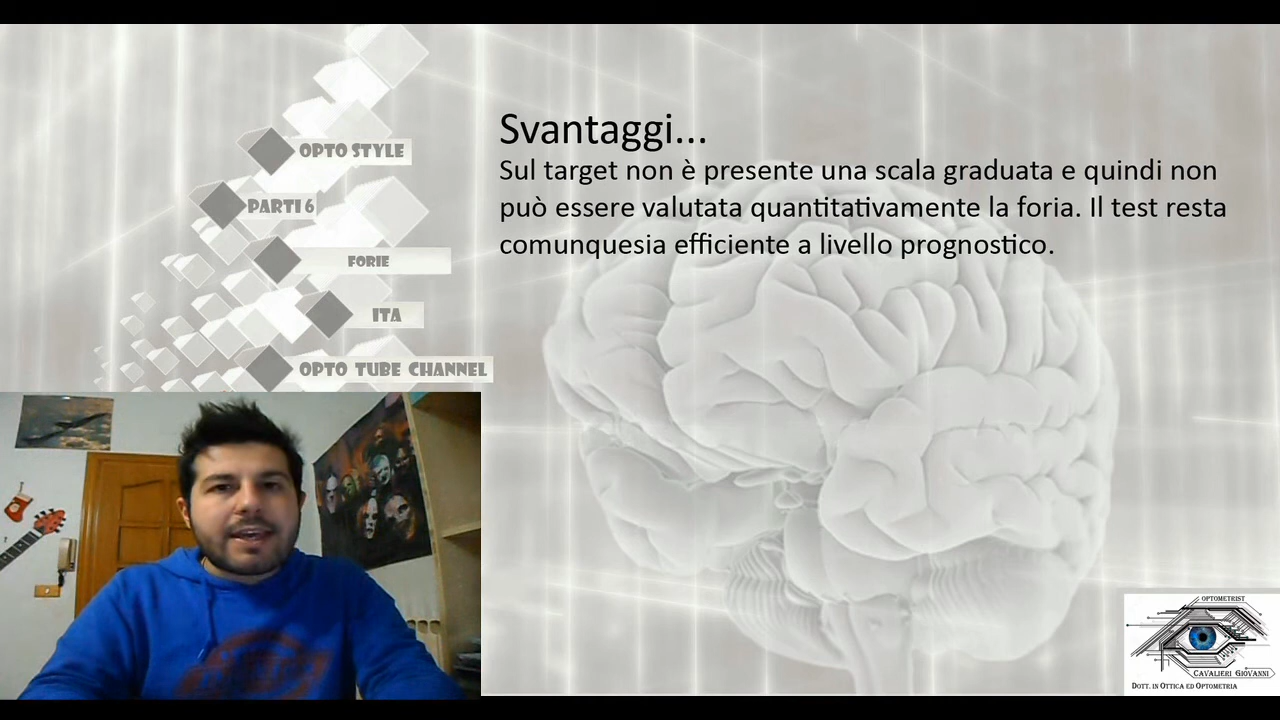 Svantaggi...
Sul target non è presente una scala graduata e quindi non
può essere valutata quantitativamente la foria. Il test resta
comunquesia efficiente a livello prognostico.
OPTO STYLE
PARTI 6
FORIE
ITA
OPTO TUBE CHANNEL
OPTOMETRIST
CAVALIERI GIOVANNI
DOTT. IN OTTICA ED OPTOMETRIA